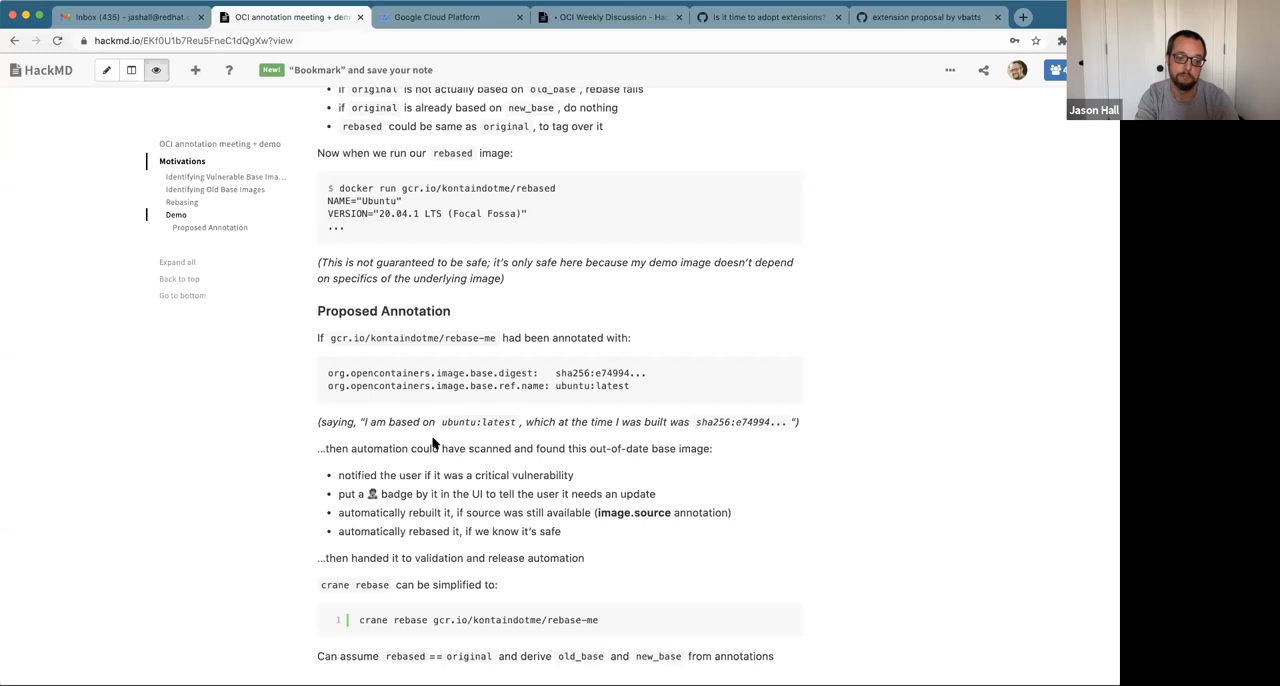 Inbox (435) - jashall@redhat.c
OCI annotation meeting + dem
Google Cloud Platform
• OCI Weekly Discussion - Hac
Is it time to adopt extensions?
extension proposal by vbatts
hackmd.io/EKf0U1b7Reu5FneC1dQgXw?view
HackMD
New! "Bookmark" and save your note
Jason Hall
OCI annotation meeting + demo
Motivations
Identifying Vulnerable Base Ima...
Identifying Old Base Images
Rebasing
Demo
Proposed Annotation
Expand all
Back to top
Go to bottom
• if original is not actually based on old_base, rebase fails
• if original is already based on new_base, do nothing
• rebased could be same as original, to tag over it
Now when we run our rebased image:
$ docker run gcr.io/kontaindotme/rebased
NAME="Ubuntu"
VERSION="20.04.1 LTS (Focal Fossa)"
...
(This is not guaranteed to be safe; it's only safe here because my demo image doesn't depend
on specifics of the underlying image)
Proposed Annotation
If gcr.io/kontaindotme/rebase-me had been annotated with:
org.opencontainers.image.base.digest: sha256:e74994...
org.opencontainers.image.base.ref.name: ubuntu:latest
(saying, "I am based on ubuntu:latest, which at the time I was built was sha256:e74994...")
...then automation could have scanned and found this out-of-date base image:
• notified the user if it was a critical vulnerability
• put a badge by it in the UI to tell the user it needs an update
• automatically rebuilt it, if source was still available (image.source annotation)
• automatically rebased it, if we know it's safe
...then handed it to validation and release automation
crane rebase can be simplified to:
1 crane rebase gcr.io/kontaindotme/rebase-me
Can assume rebased == original and derive old_base and new_base from annotations